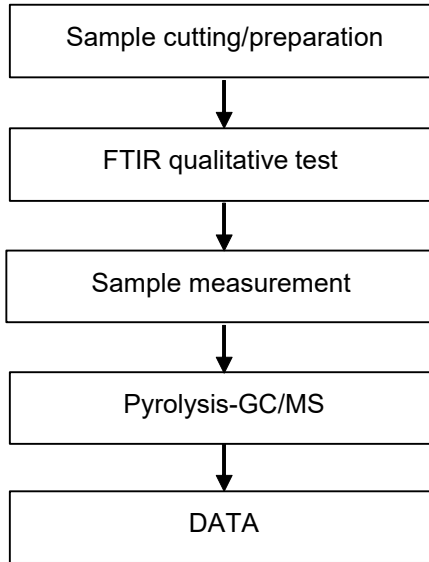 Sample cutting/preparation
FTIR qualitative test
Sample measurement
Pyrolysis-GC/MS
DATA